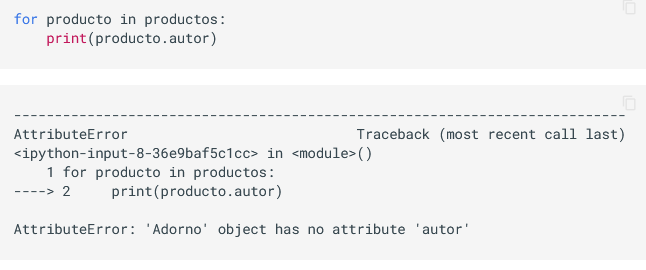 for producto in productos:
    print(producto.autor)
---------------------------------------------------------------------------
AttributeError                            Traceback (most recent call last)
<ipython-input-8-36e9baf5c1cc> in <module>()
    1 for producto in productos:
----> 2     print(producto.autor)
AttributeError: 'Adorno' object has no attribute 'autor'